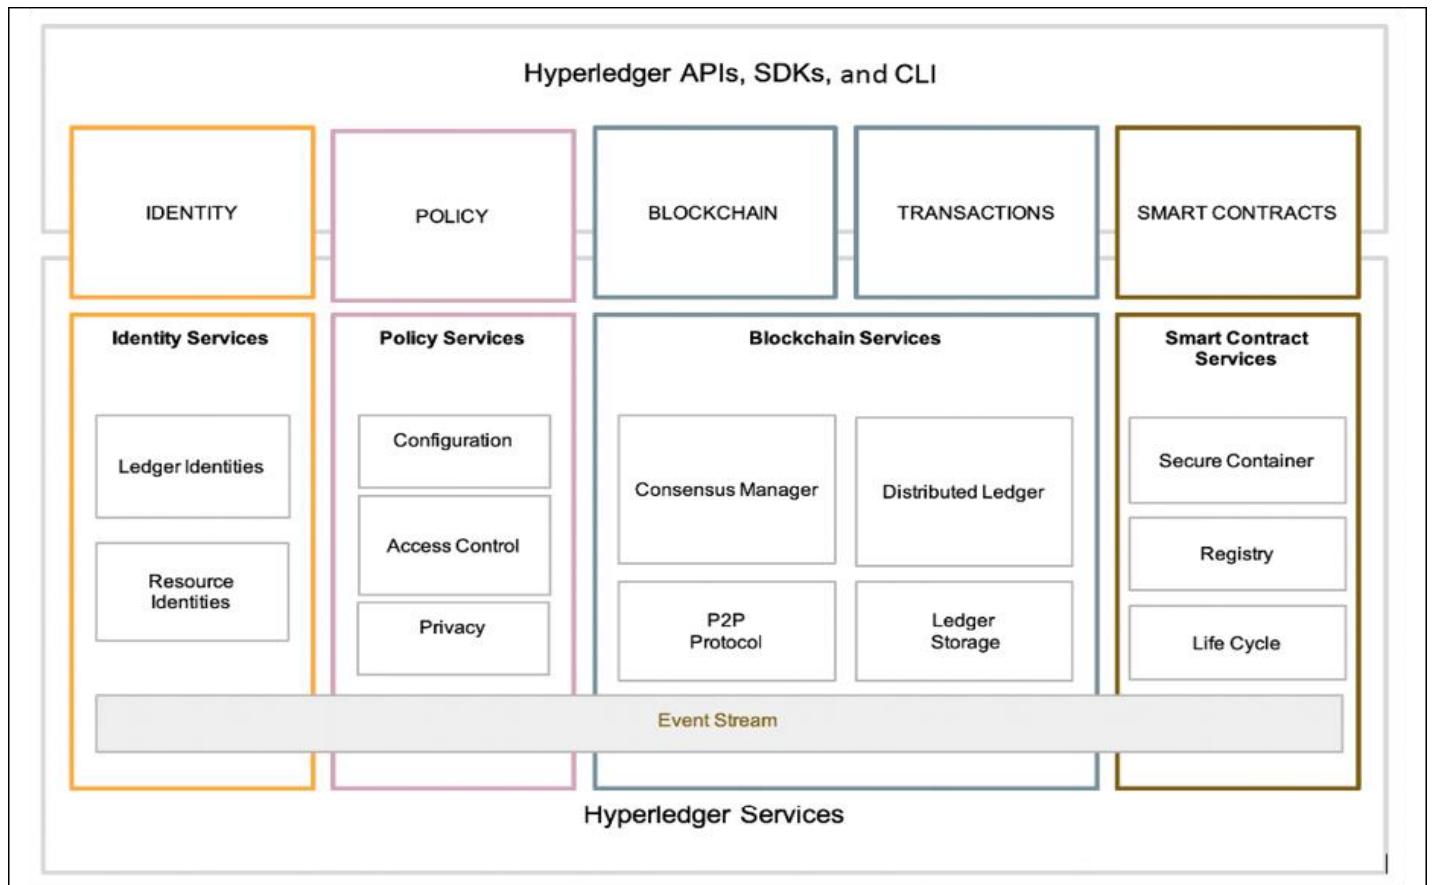 Hyperledger APIs, SDKs, and CLI
IDENTITY
POLICY
BLOCKCHAIN
TRANSACTIONS
SMART CONTRACTS
Identity Services
Ledger Identities
Resource
Identities
Policy Services
Configuration
Access Control
Privacy
Blockchain Services
Consensus Manager
Distributed Ledger
P2P
Protocol
Ledger
Storage
Smart Contract
Services
Secure Container
Registry
Life Cycle
Event Stream
Hyperledger Services